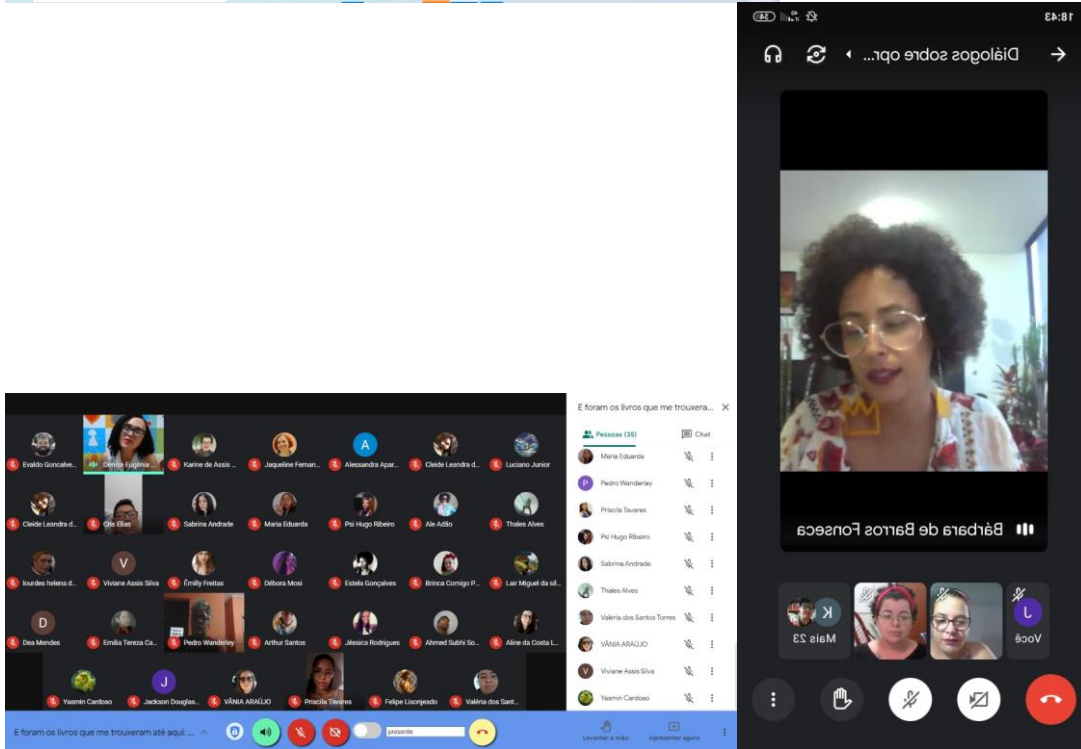 Evaldo Goncalve...
Denise Eugenia ...
Karine de Assis ...
Jaqueline Fernan...
A
Alessandra Apar...
Cleide Leandra d...
Luciano Junior
Cleide Leandra d...
Cris Elias
Sabrina Andrade
Maria Eduarda
Psi Hugo Ribeiro
Ale Adão
Thales Alves
lourdes helena d...
V
Viviane Assis Silva
Émilly Freitas
Débora Mosi
Estela Gonçalves
Brinca Comigo P...
Lair Miguel da sil...
D
Dea Mendes
Emilia Tereza Ca...
Pedro Wanderley
Arthur Santos
Jéssica Rodrigues
Ahmed Subhi So...
Aline da Costa L...
Yasmin Cardoso
J
Jackson Douglas...
VÂNIA ARAÚJO
Priscila Tavares
Felipe Lisonjeado
Valéria dos Sant...
E foram os livros que me trouxeram até aqui: ...
presente
E foram os livros que me trouxera...
Pessoas (35)
Chat
Maria Eduarda
P
Pedro Wanderley
Priscila Tavares
Psi Hugo Ribeiro
Sabrina Andrade
Thales Alves
Valeria dos Santos Torres
VÂNIA ARAÚJO
V
Viviane Assis Silva
Yasmin Cardoso
Levantar a mão
Apresentar agora
18:43
34
Diálogos sobre opr...
Bárbara de Barros Fonseca
J
Você
K
Mais 23